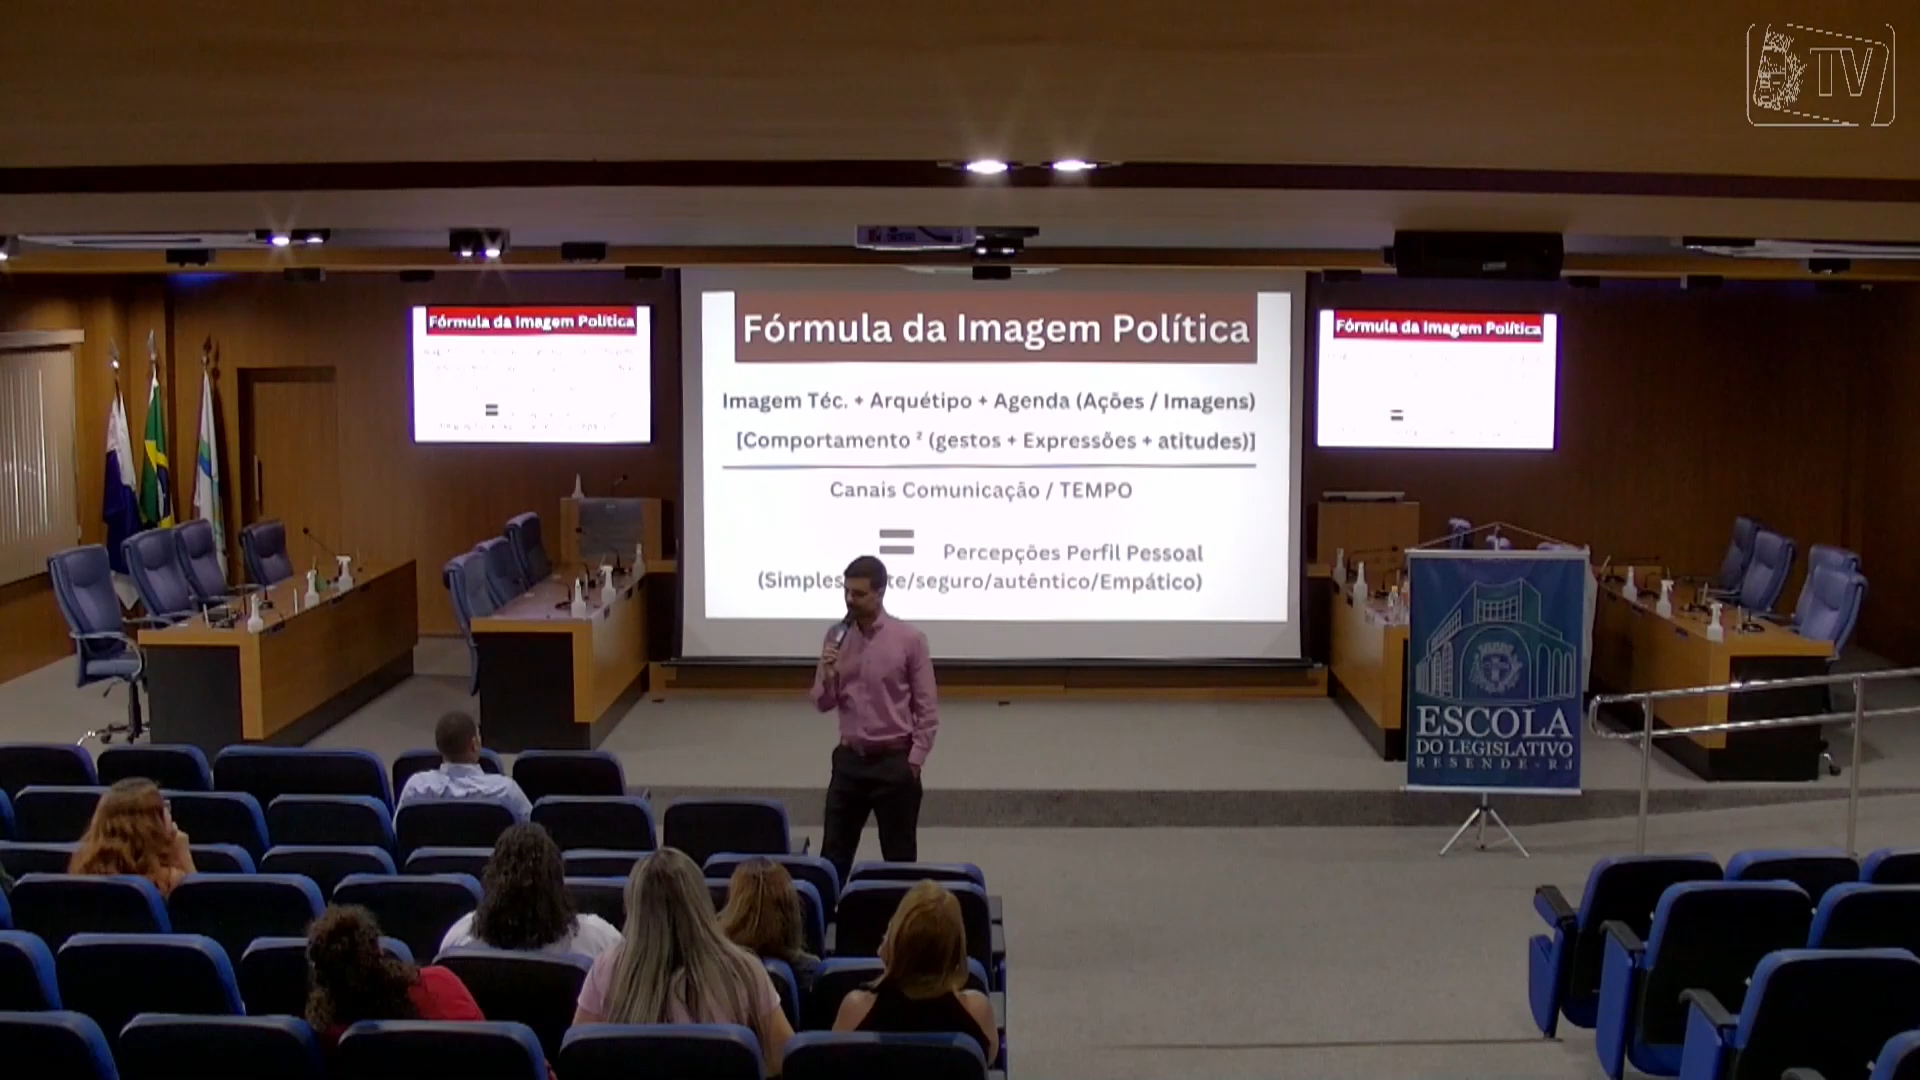 TV
Fórmula da Imagem Política
Fórmula da Imagem Política
Imagem Téc. + Arquétipo + Agenda (Ações / Imagens)
[Comportamento ² (gestos + Expressões + atitudes)]
Canais Comunicação / TEMPO
=
Percepções Perfil Pessoal
(Simples te/seguro/autêntico/Empático)
Fórmula da Imagem Política
=
=
ESCOLA
DO LEGISLATIVO
RESENDE-RJ